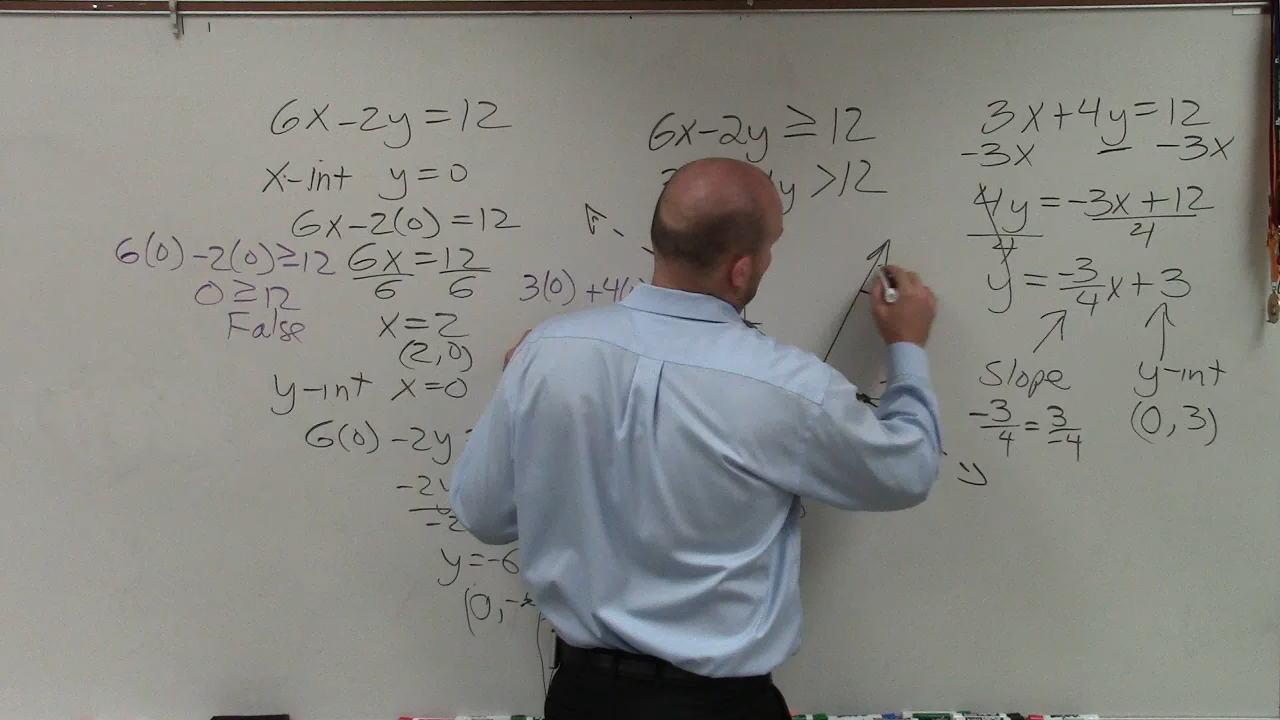 6x-2y=12
x-int y=0
6x-2(0)=12
6(0)-2(0)≥12
0≥12
False
6x=12
6 6
x=2
(2,0)
y-int x=0
6(0)-2y
-2y
-2
y=-6
(0,-
6x-2y≥12
y>12
3(0)+4(
3x+4y=12
-3x -3x
4y=-3x+12
4 4
y=-3/4x+3
Slope y-int
-3/4=3/-4 (0,3)